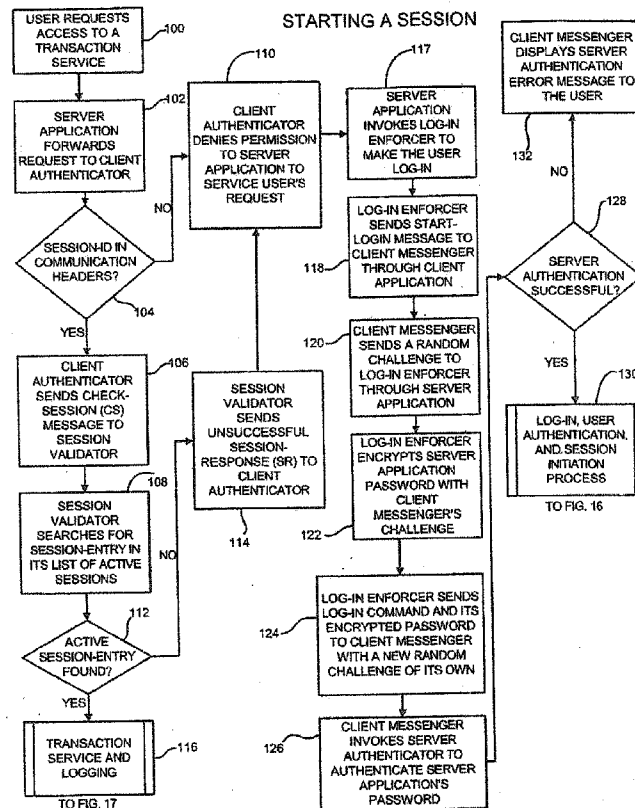 STARTING A SESSION
USER REQUESTS
ACCESS TO A
TRANSACTION
SERVICE
100
SERVER
APPLICATION
FORWARDS
REQUEST TO CLIENT
AUTHENTICATOR
102
SESSION-ID IN
COMMUNICATION
HEADERS?
104
NO
YES
CLIENT
AUTHENTICATOR
SENDS CHECK-
SESSION (CS)
MESSAGE TO
SESSION
VALIDATOR
106
SESSION
VALIDATOR
SEARCHES FOR
SESSION-ENTRY IN
ITS LIST OF ACTIVE
SESSIONS
108
ACTIVE
SESSION-ENTRY
FOUND?
112
NO
YES
TRANSACTION
SERVICE AND
LOGGING
116
TO FIG. 17
110
CLIENT
AUTHENTICATOR
DENIES PERMISSION
TO SERVER
APPLICATION TO
SERVICE USER'S
REQUEST
SESSION
VALIDATOR
SENDS
UNSUCCESSFUL
SESSION-
RESPONSE (SR) TO
CLIENT
AUTHENTICATOR
114
117
SERVER
APPLICATION
INVOKES LOG-IN
ENFORCER TO
MAKE THE USER
LOG-IN
LOG-IN ENFORCER
SENDS START-
LOGIN MESSAGE TO
CLIENT MESSENGER
THROUGH CLIENT
APPLICATION
118
CLIENT MESSENGER
SENDS A RANDOM
CHALLENGE TO
LOG-IN ENFORCER
THROUGH SERVER
APPLICATION
120
LOG-IN ENFORCER
ENCRYPTS SERVER
APPLICATION
PASSWORD WITH
CLIENT
MESSENGER'S
CHALLENGE
122
LOG-IN ENFORCER SENDS
LOG-IN COMMAND AND ITS
ENCRYPTED PASSWORD
TO CLIENT MESSENGER
WITH A NEW RANDOM
CHALLENGE OF ITS OWN
124
CLIENT MESSENGER
INVOKES SERVER
AUTHENTICATOR TO
AUTHENTICATE SERVER
APPLICATION'S
PASSWORD
126
CLIENT MESSENGER
DISPLAYS SERVER
AUTHENTICATION
ERROR MESSAGE TO
THE USER
132
NO
128
SERVER
AUTHENTICATION
SUCCESSFUL?
YES
130
LOG-IN, USER
AUTHENTICATION,
AND SESSION
INITIATION
PROCESS
TO FIG. 16